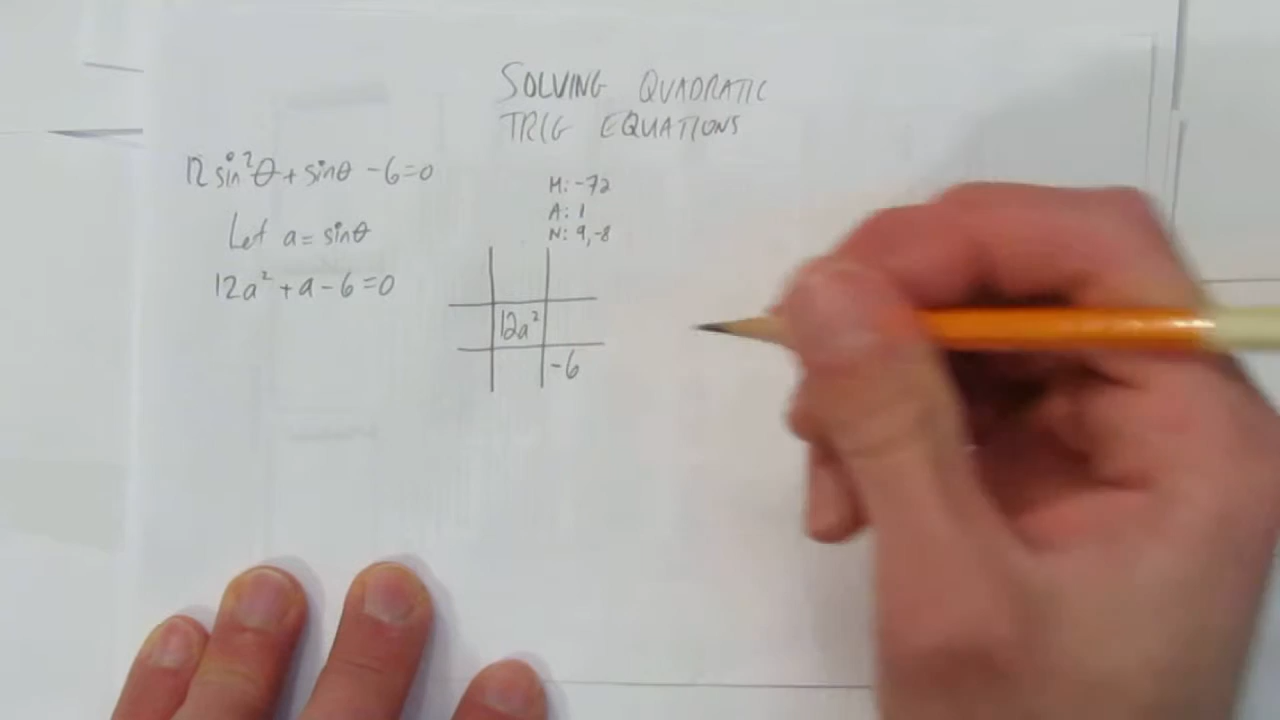 SOLVING QUADRATIC
TRIG EQUATIONS
12 sin²θ + sinθ - 6 = 0
Let a = sinθ
12a² + a - 6 = 0
M: -72
A: 1
N: 9, -8
12a²
-6